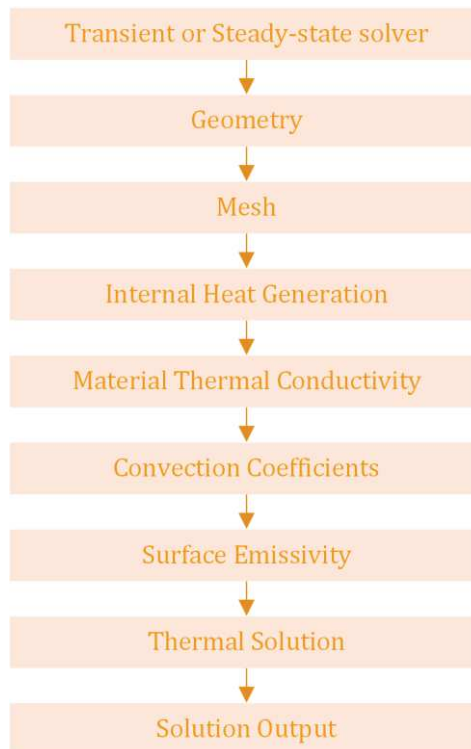 Transient or Steady-state solver
Geometry
Mesh
Internal Heat Generation
Material Thermal Conductivity
Convection Coefficients
Surface Emissivity
Thermal Solution
Solution Output